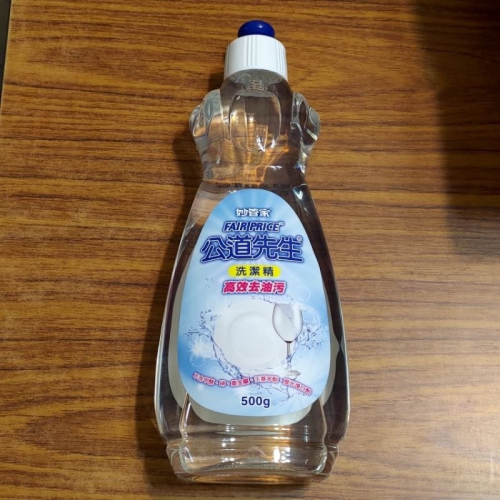 妙管家
FAIR PRICE
公道先生
洗潔精
高效去油污
500g